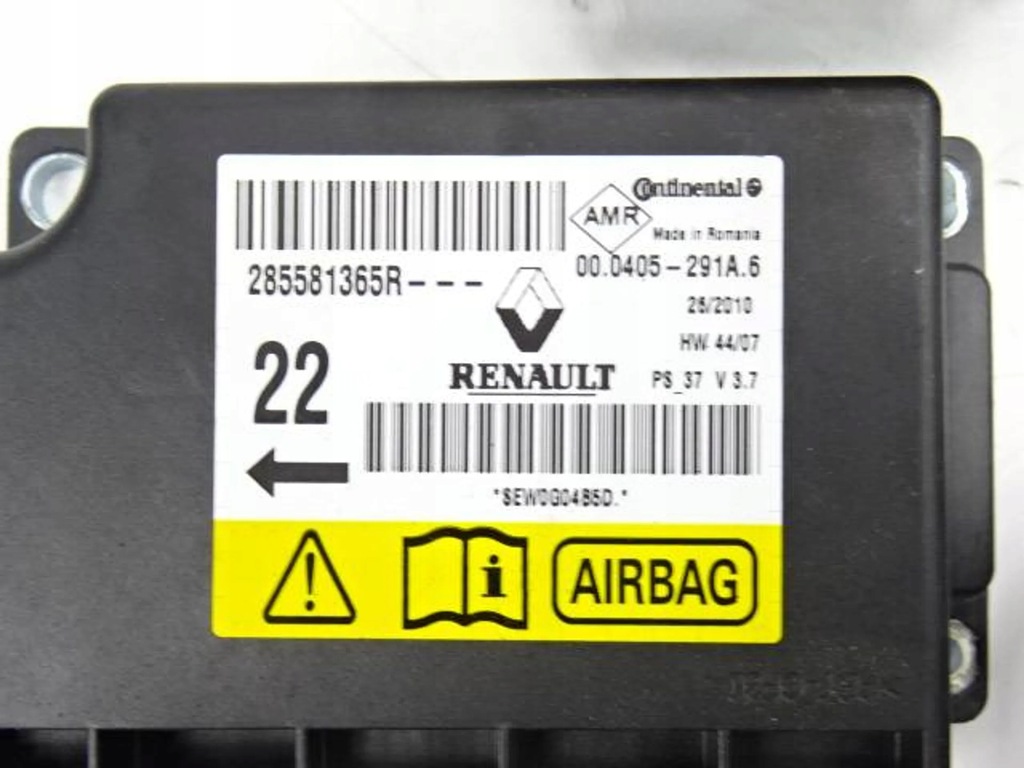 Continental
AMR
Made in Romania
285581365R---
00.0405-291A.6
26/2010
22
HW 44/07
RENAULT
PS_37 V 3.7
AIRBAG